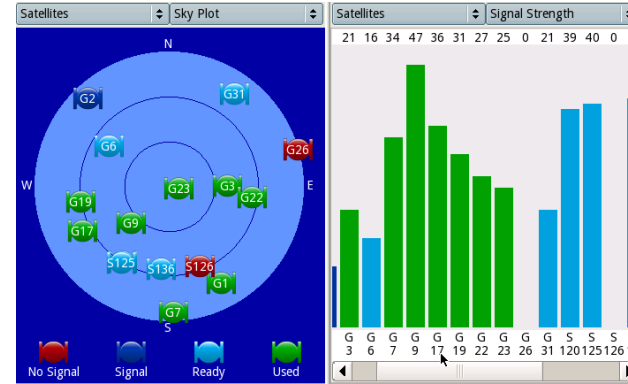 Satellites
Sky Plot
N
G2
G31
G6
G26
W
G23
G3
E
G19
G22
G17
G9
S125
S136
S126
G1
G7
S
No Signal Signal Ready Used
Satellites
Signal Strength
21 16 34 47 36 31 27 25 0 21 39 40 0
G G G G G G G G G G S S S
3 6 7 9 17 19 22 23 26 31 120 125 126